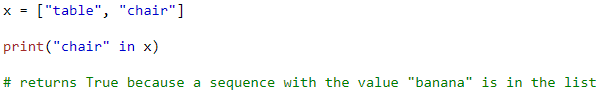 x = ["table", "chair"]
print("chair" in x)
# returns True because a sequence with the value "banana" is in the list